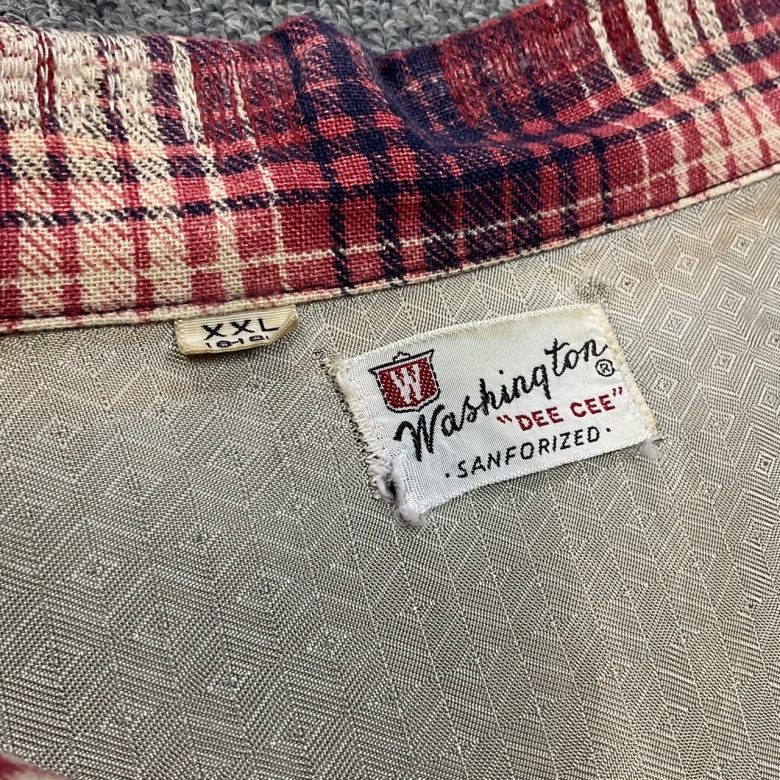 XXL
W
Washington®
"DEE CEE"
·SANFORIZED·